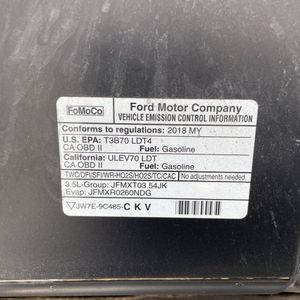 FoMoCo
Ford Motor Company
VEHICLE EMISSION CONTROL INFORMATION
Conforms to regulations: 2018 MY
U.S. EPA: T3B70 LDT4
CA OBD II Fuel: Gasoline
California: ULEV70 LDT
CA OBD II Fuel: Gasoline
TWC/DFI/SFI/WR-HO2S/HO2S/TC/CAC
No adjustments needed.
3.5L-Group: JFMXT03.54JK
Evap: JFMXR0260NDG
JW7E-9C485-C K V